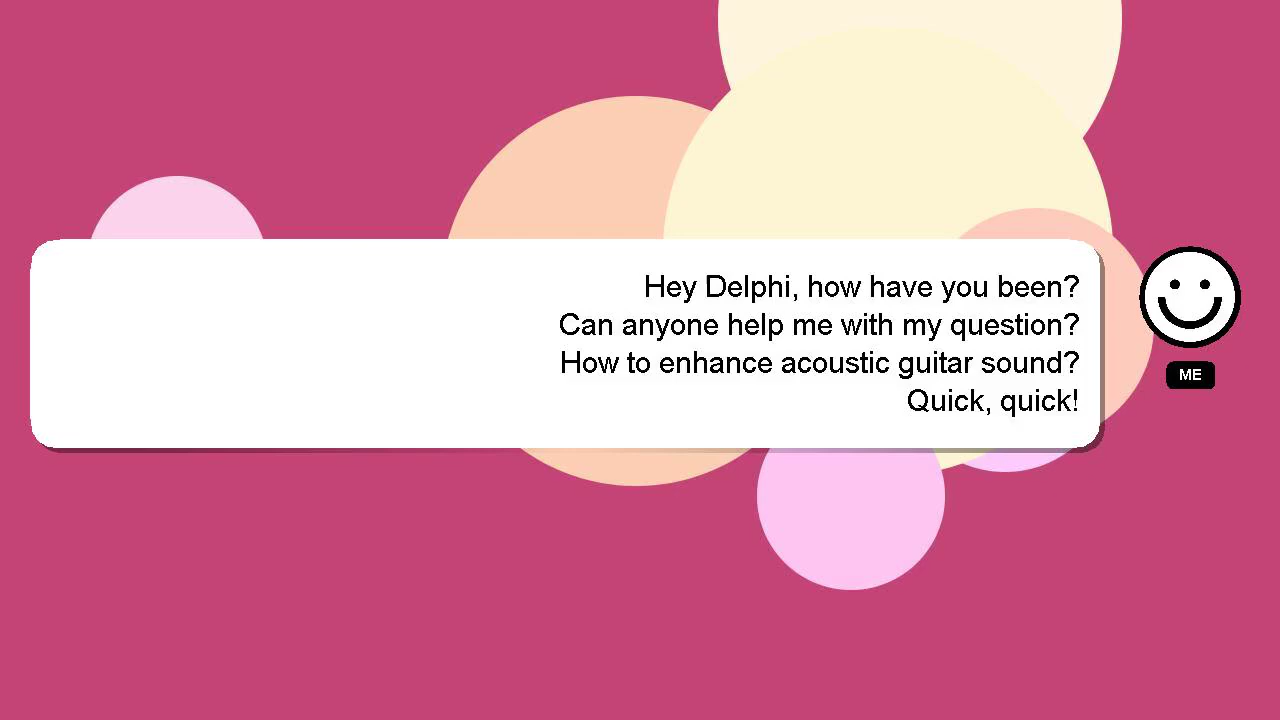 Hey Delphi, how have you been?
Can anyone help me with my question?
How to enhance acoustic guitar sound?
Quick, quick!
ME